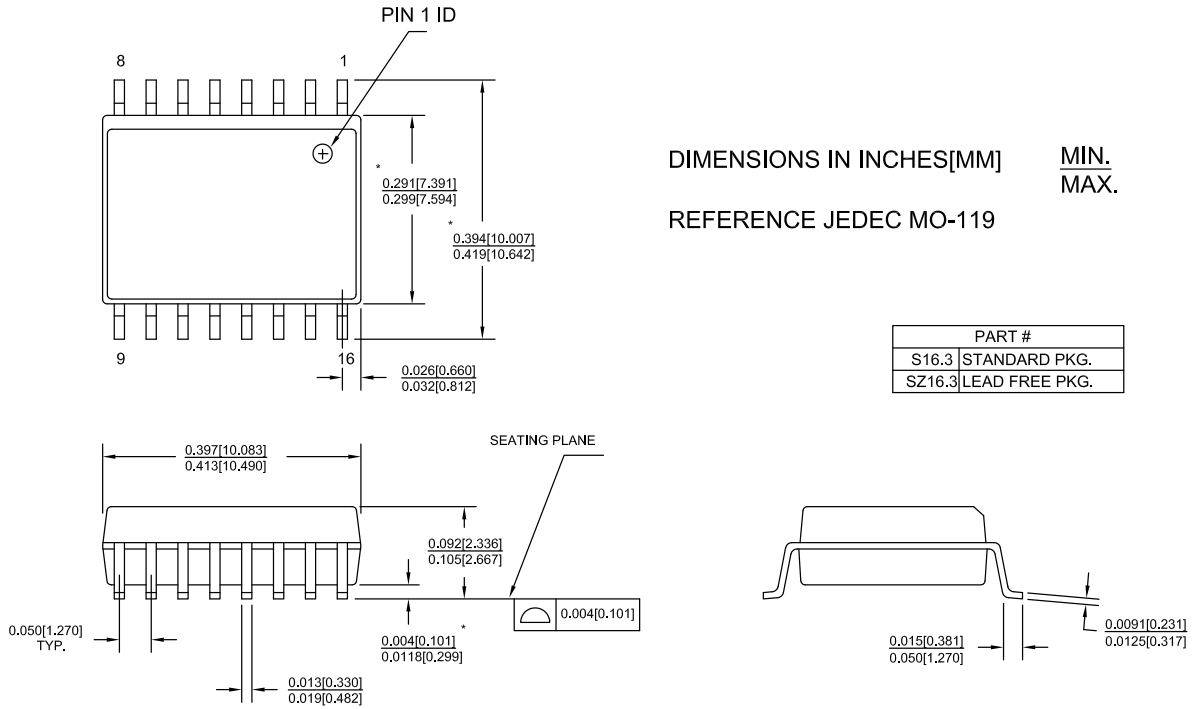 PIN 1 ID
8
1
*
0.291[7.391]
0.299[7.594]
*
0.394[10.007]
0.419[10.642]
DIMENSIONS IN INCHES[MM]
MIN.
MAX.
REFERENCE JEDEC MO-119
9
16
0.026[0.660]
0.032[0.812]
PART #
S16.3 STANDARD PKG.
SZ16.3 LEAD FREE PKG.
0.397[10.083]
0.413[10.490]
SEATING PLANE
0.092[2.336]
0.105[2.667]
0.004[0.101]
0.050[1.270]
TYP.
*
0.004[0.101]
0.0118[0.299]
0.013[0.330]
0.019[0.482]
0.015[0.381]
0.050[1.270]
0.0091[0.231]
0.0125[0.317]